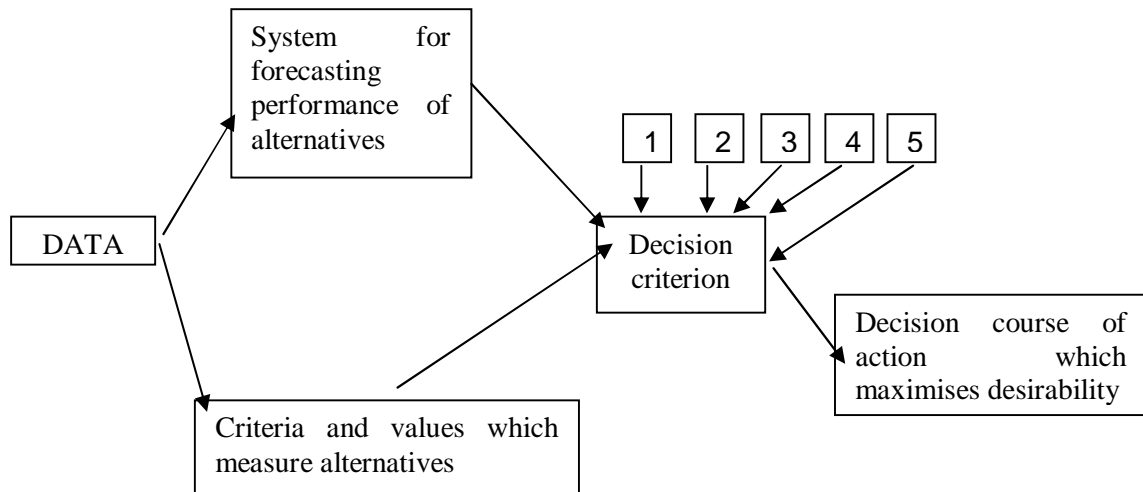 System for
forecasting
performance of
alternatives
1 2 3 4 5
DATA
Decision
criterion
Decision course of
action which
maximises desirability
Criteria and values which
measure alternatives